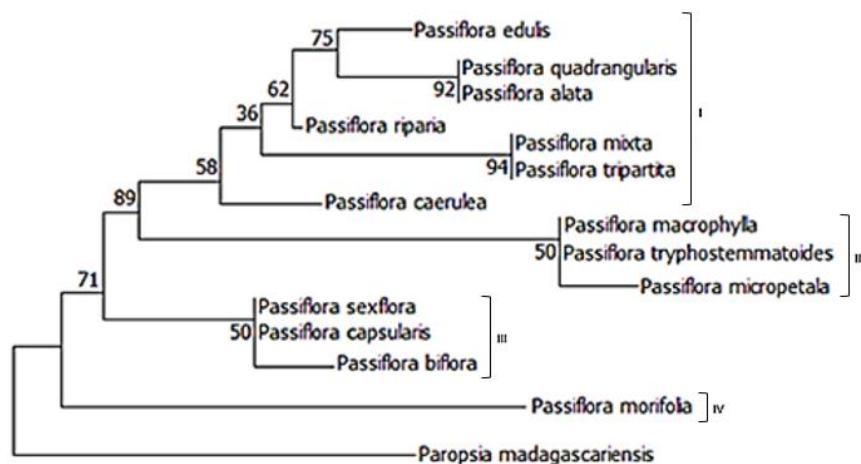 75
Passiflora edulis
Passiflora quadrangularis
92
Passiflora alata
I
62
36
Passiflora riparia
Passiflora mixta
94
Passiflora tripartita
58
89
Passiflora caerulea
Passiflora macrophylla
50
Passiflora tryphostemmatoides
II
71
Passiflora micropetala
Passiflora sexflora
50
Passiflora capsularis
III
Passiflora biflora
Passiflora morifolia
IV
Paropsia madagascariensis